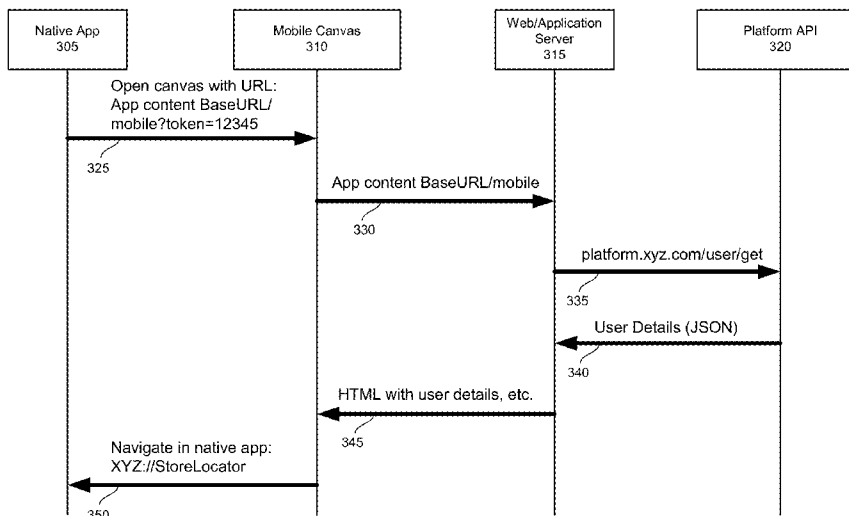 Native App
305
Mobile Canvas
310
Web/Application
Server
315
Platform API
320
Open canvas with URL:
App content BaseURL/
mobile?token=12345
325
App content BaseURL/mobile
330
platform.xyz.com/user/get
335
User Details (JSON)
340
HTML with user details, etc.
345
Navigate in native app:
XYZ://StoreLocator
350